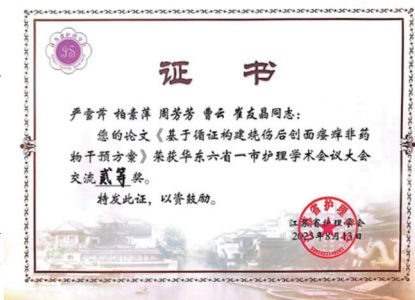 证书
严雪芹 柏素萍 周芳芳 曹云 崔友晶同志：
您的论文《基于循证构建烧伤后创面瘙痒非药
物干预方案》荣获华东六省一市护理学术会议大会
交流贰等奖。
特发此证，以资鼓励。
江苏省护理学会
2023年8月13日